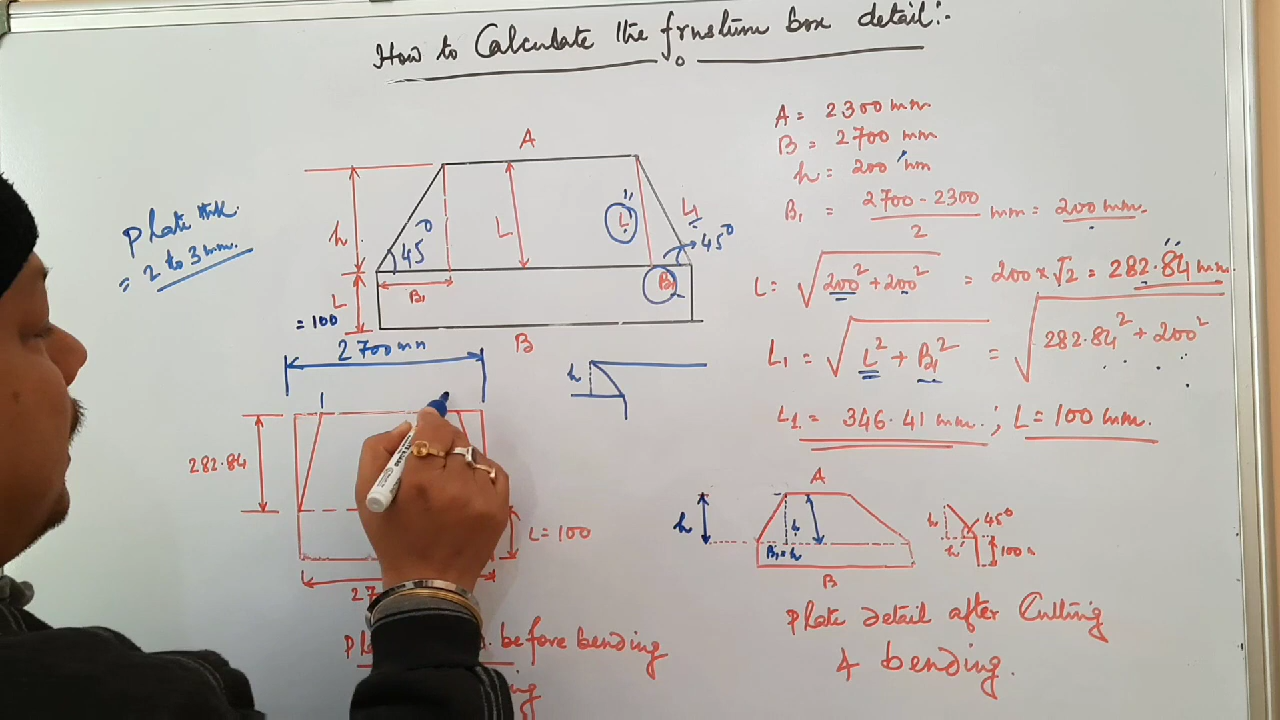 How to Calculate the frustum box detail:-
A = 2300 mm
B = 2700 mm
h = 200 mm
B₁ = 2700 - 2300 / 2 mm = 200 mm.
L = √200² + 200² = 200 x √2 = 282.84 mm.
L₁ = √L² + B₁² = √282.84² + 200²
L₁ = 346.41 mm. ; L = 100 mm.
Plate thk.
= 2 to 3 mm.
A
h
45°
L
L
L₁
45°
B₁
B₁
L
= 100
B
2700 mm
h
282.84
L = 100
27
before bending
A
h
h
B₁ = h
B
h
45°
h
100
Plate detail after Cutting
& bending.